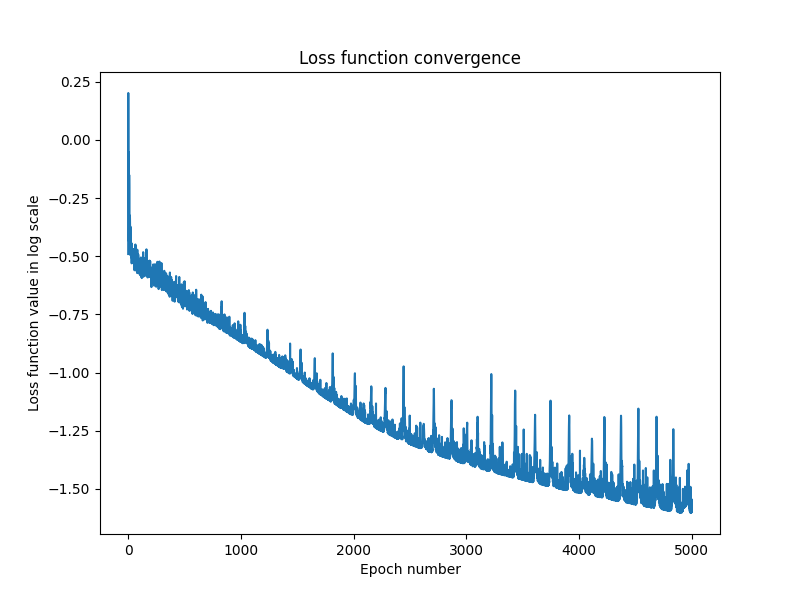 Loss function convergence
Loss function value in log scale
0.25
0.00
−0.25
−0.50
−0.75
−1.00
−1.25
−1.50
0 1000 2000 3000 4000 5000
Epoch number